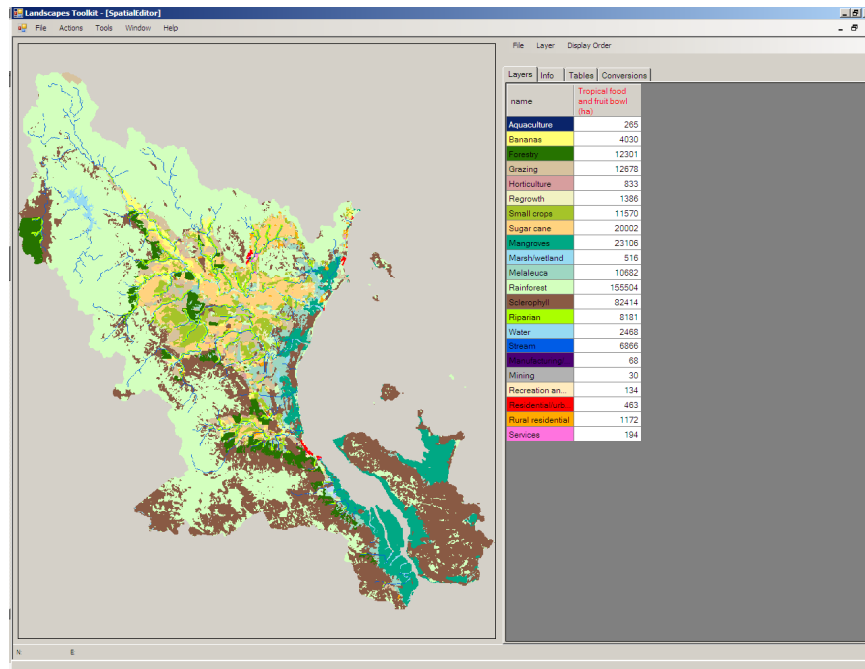 Landscapes Toolkit - [SpatialEditor]
File Actions Tools Window Help
File Layer Display Order
Layers Info Tables Conversions
name Tropical food
and fruit bowl
(ha)
Aquaculture 265
Bananas 4030
Forestry 12301
Grazing 12678
Horticulture 833
Regrowth 1386
Small crops 11570
Sugar cane 20002
Mangroves 23106
Marsh/wetland 516
Melaleuca 10682
Rainforest 155504
Sclerophyll 82414
Riparian 8181
Water 2468
Stream 6866
Manufacturing... 68
Mining 30
Recreation an... 134
Residential/urb... 463
Rural residential 1172
Services 194
N: E: